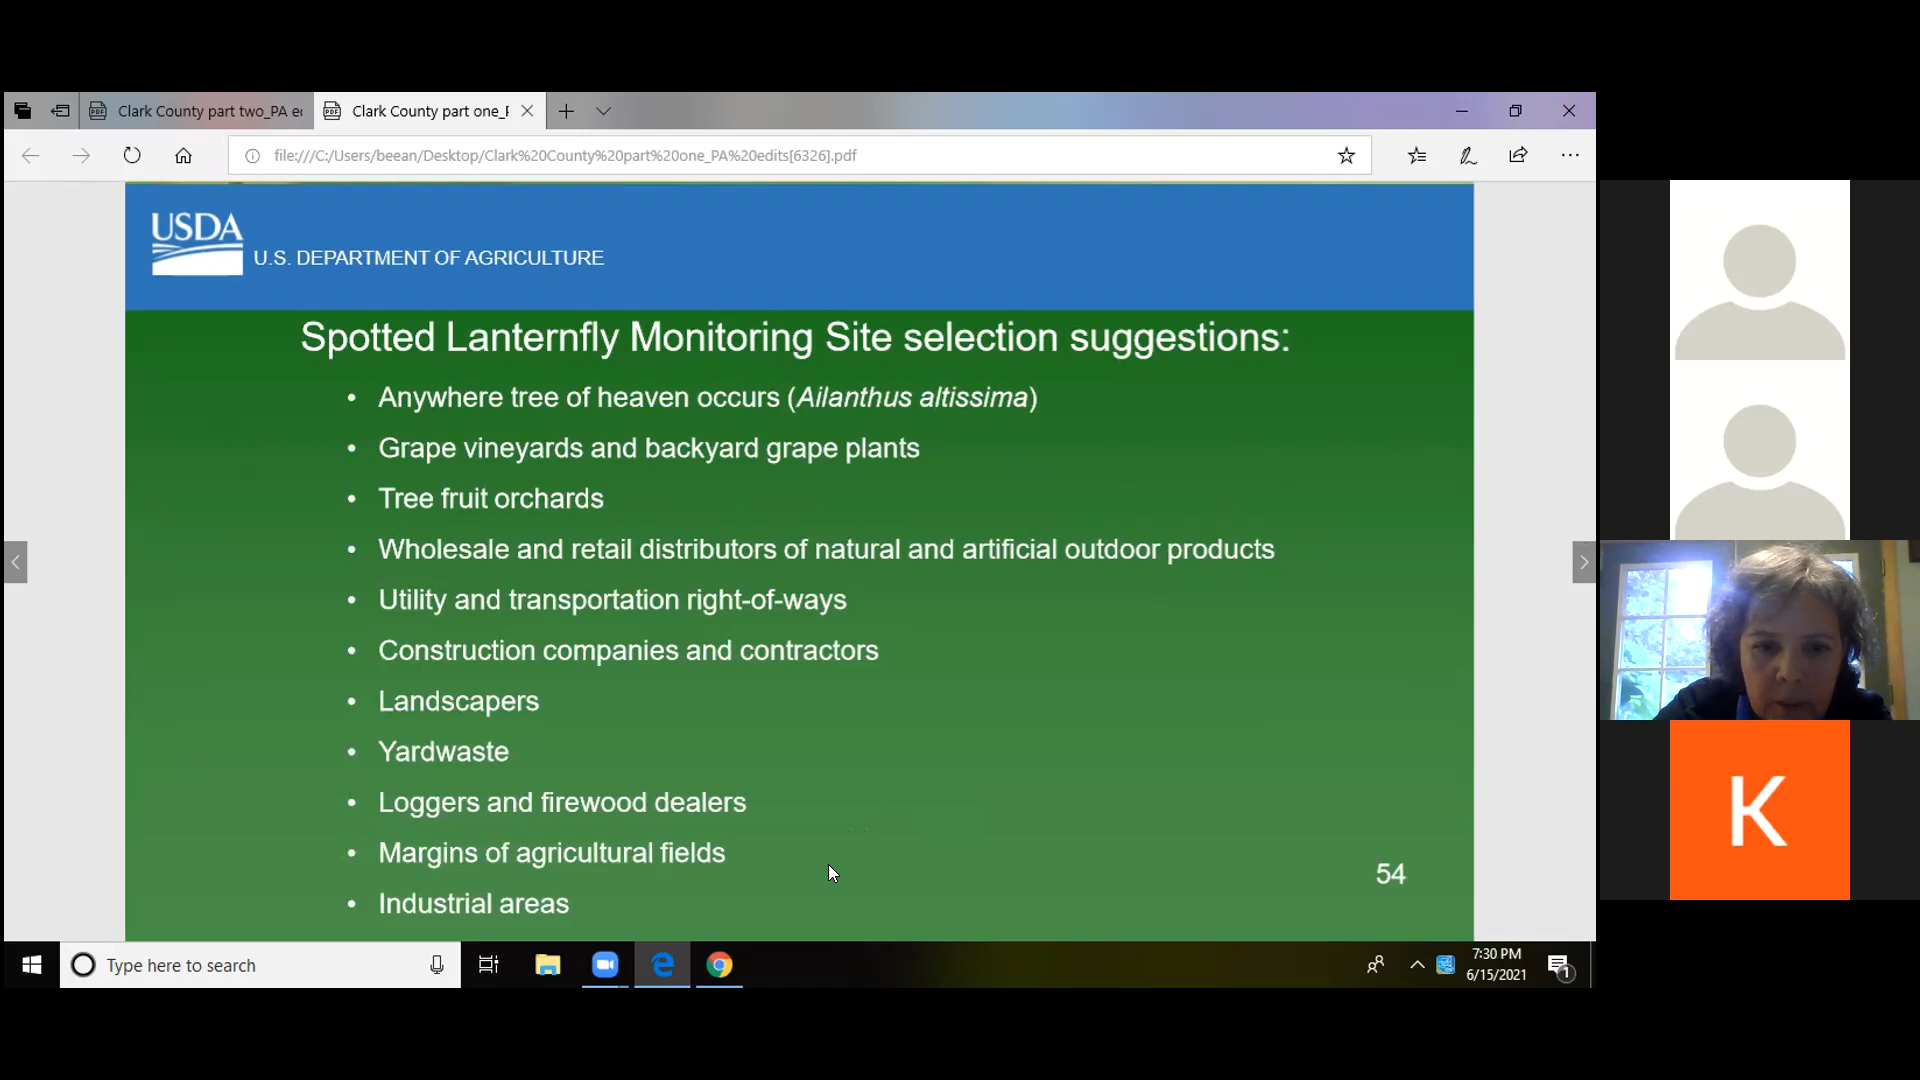 Clark County part two_PA ec
Clark County part one_F
file:///C:/Users/beean/Desktop/Clark%20County%20part%20one_PA%20edits[6326].pdf
USDA
U.S. DEPARTMENT OF AGRICULTURE
Spotted Lanternfly Monitoring Site selection suggestions:
• Anywhere tree of heaven occurs (Ailanthus altissima)
• Grape vineyards and backyard grape plants
• Tree fruit orchards
• Wholesale and retail distributors of natural and artificial outdoor products
• Utility and transportation right-of-ways
• Construction companies and contractors
• Landscapers
• Yardwaste
• Loggers and firewood dealers
• Margins of agricultural fields
• Industrial areas
54
K
Type here to search
7:30 PM
6/15/2021
1